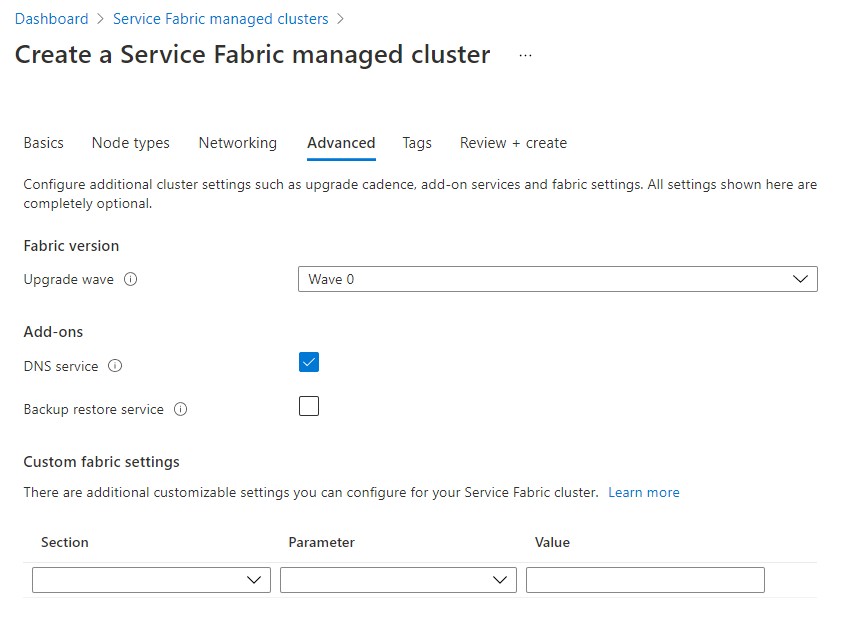 Dashboard > Service Fabric managed clusters >
Create a Service Fabric managed cluster ...
Basics Node types Networking Advanced Tags Review + create
Configure additional cluster settings such as upgrade cadence, add-on services and fabric settings. All settings shown here are
completely optional.
Fabric version
Upgrade wave Wave 0
Add-ons
DNS service
Backup restore service
Custom fabric settings
There are additional customizable settings you can configure for your Service Fabric cluster. Learn more
Section Parameter Value